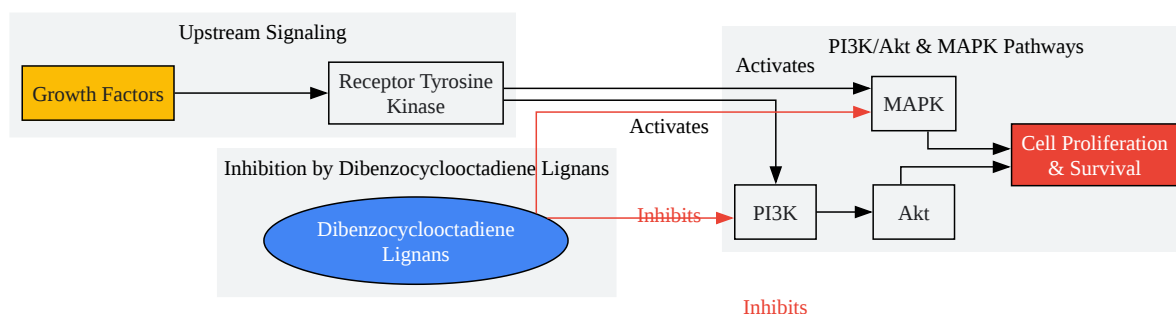 Upstream Signaling
Growth Factors
Receptor Tyrosine
Kinase
PI3K/Akt & MAPK Pathways
Activates
MAPK
Activates
Cell Proliferation
& Survival
Inhibition by Dibenzocyclooctadiene Lignans
Dibenzocyclooctadiene
Lignans
Inhibits
PI3K
Akt
Inhibits